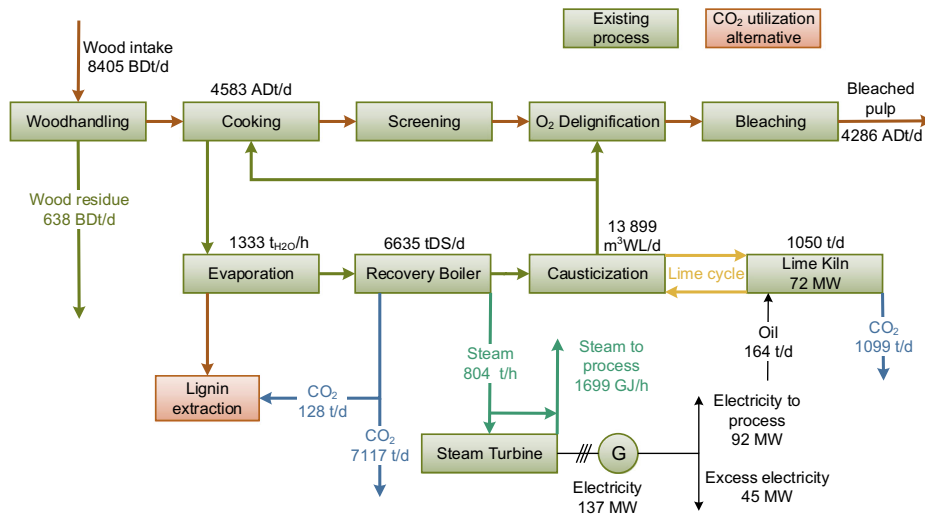 Existing
process
CO₂ utilization
alternative
Wood intake
8405 BDt/d
4583 ADt/d
Woodhandling
Cooking
Screening
O₂ Delignification
Bleaching
Bleached
pulp
4286 ADt/d
Wood residue
638 BDt/d
1333 tH2O/h
6635 tDS/d
13 899
m³WL/d
1050 t/d
Evaporation
Recovery Boiler
Causticization
Lime cycle
Lime Kiln
72 MW
Oil
164 t/d
CO₂
1099 t/d
Steam
804 t/h
Steam to
process
1699 GJ/h
Lignin
extraction
CO₂
128 t/d
CO₂
7117 t/d
Steam Turbine
G
Electricity
137 MW
Electricity to
process
92 MW
Excess electricity
45 MW